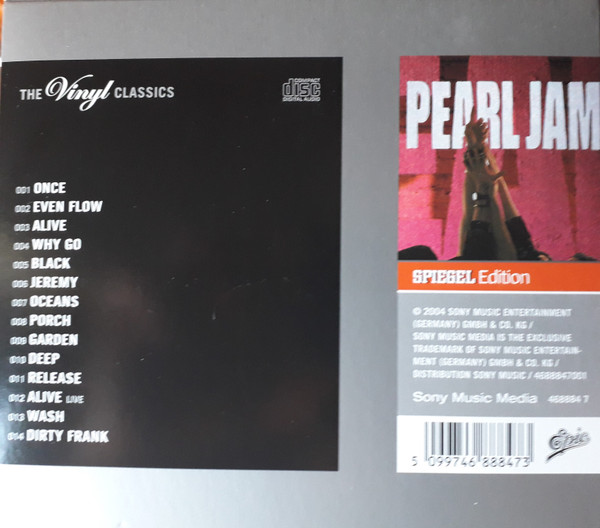 THE Vinyl CLASSICS
COMPACT
disc
DIGITAL AUDIO
001 ONCE
002 EVEN FLOW
003 ALIVE
004 WHY GO
005 BLACK
006 JEREMY
007 OCEANS
008 PORCH
009 GARDEN
010 DEEP
011 RELEASE
012 ALIVE LIVE
013 WASH
014 DIRTY FRANK
PEARL JAM
SPIEGEL Edition
© 2004 SONY MUSIC ENTERTAINMENT
(GERMANY) GMBH & CO. KG /
SONY MUSIC MEDIA IS THE EXCLUSIVE
TRADEMARK OF SONY MUSIC ENTERTAIN-
MENT (GERMANY) GMBH & CO. KG /
DISTRIBUTION SONY MUSIC / 4688847001
Sony Music Media 468884 7
5 099746 888473
Epic